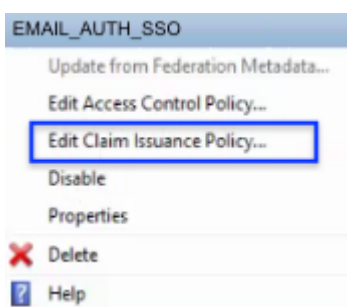 EMAIL_AUTH_SSO
Update from Federation Metadata...
Edit Access Control Policy...
Edit Claim Issuance Policy...
Disable
Properties
Delete
Help